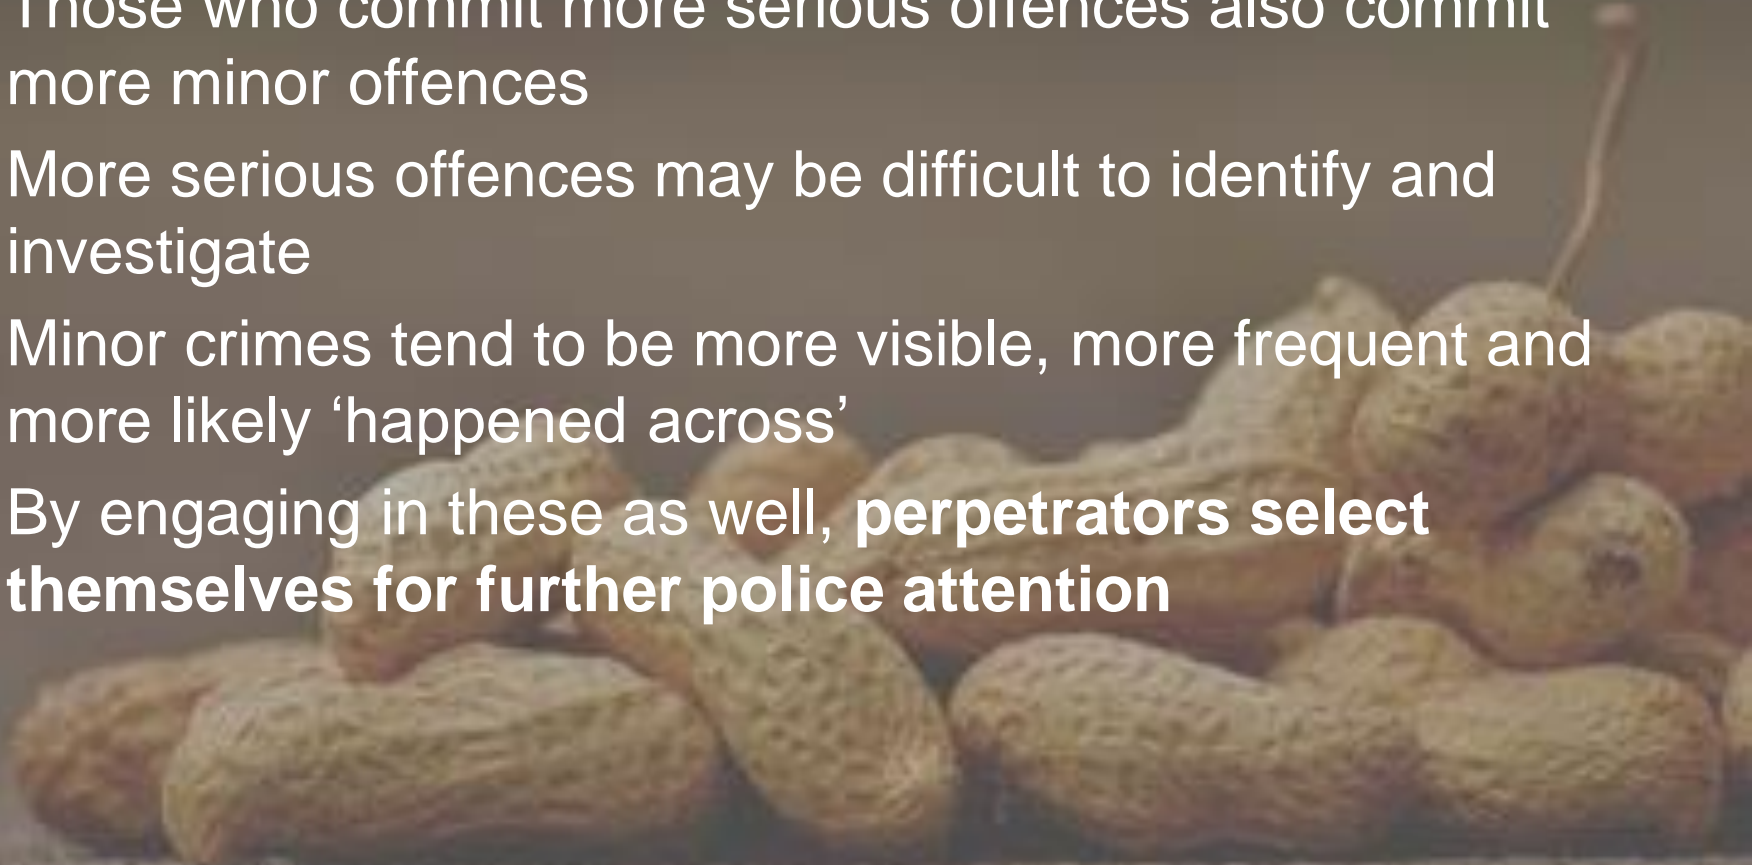 Those who commit more serious offences also commit
more minor offences
More serious offences may be difficult to identify and
investigate
Minor crimes tend to be more visible, more frequent and
more likely ‘happened across’
By engaging in these as well, perpetrators select
themselves for further police attention